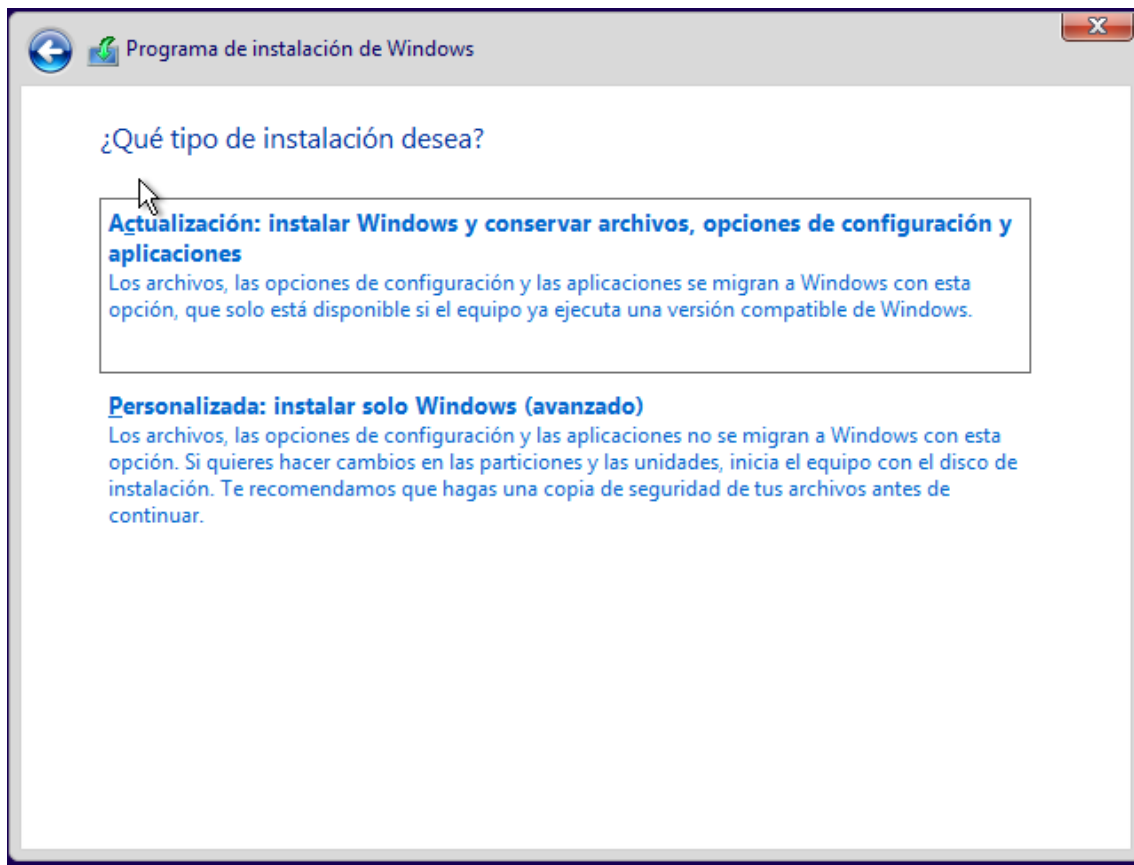 Programa de instalación de Windows
¿Qué tipo de instalación desea?
Actualización: instalar Windows y conservar archivos, opciones de configuración y
aplicaciones
Los archivos, las opciones de configuración y las aplicaciones se migran a Windows con esta
opción, que solo está disponible si el equipo ya ejecuta una versión compatible de Windows.
Personalizada: instalar solo Windows (avanzado)
Los archivos, las opciones de configuración y las aplicaciones no se migran a Windows con esta
opción. Si quieres hacer cambios en las particiones y las unidades, inicia el equipo con el disco de
instalación. Te recomendamos que hagas una copia de seguridad de tus archivos antes de
continuar.